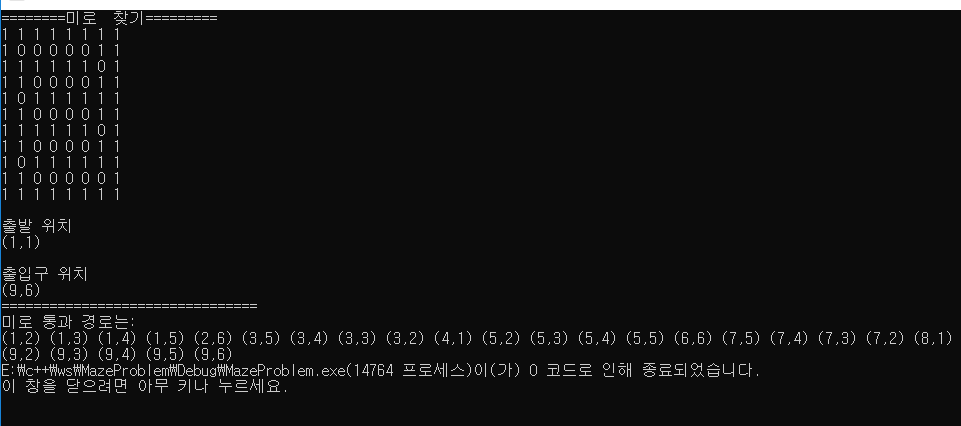 ========미로  찾기=========
1 1 1 1 1 1 1 1
1 0 0 0 0 0 1 1
1 1 1 1 1 1 0 1
1 1 0 0 0 0 1 1
1 0 1 1 1 1 1 1
1 1 0 0 0 0 1 1
1 1 1 1 1 1 0 1
1 1 0 0 0 0 1 1
1 0 1 1 1 1 1 1
1 1 0 0 0 0 0 1
1 1 1 1 1 1 1 1
출발 위치
(1,1)
출입구 위치
(9,6)
================================
미로 통과 경로는:
(1,2) (1,3) (1,4) (1,5) (2,6) (3,5) (3,4) (3,3) (3,2) (4,1) (5,2) (5,3) (5,4) (5,5) (6,6) (7,5) (7,4) (7,3) (7,2) (8,1)
(9,2) (9,3) (9,4) (9,5) (9,6)
E:₩c++₩ws₩MazeProblem₩Debug₩MazeProblem.exe(14764 프로세스)이(가) 0 코드로 인해 종료되었습니다.
이 창을 닫으려면 아무 키나 누르세요.